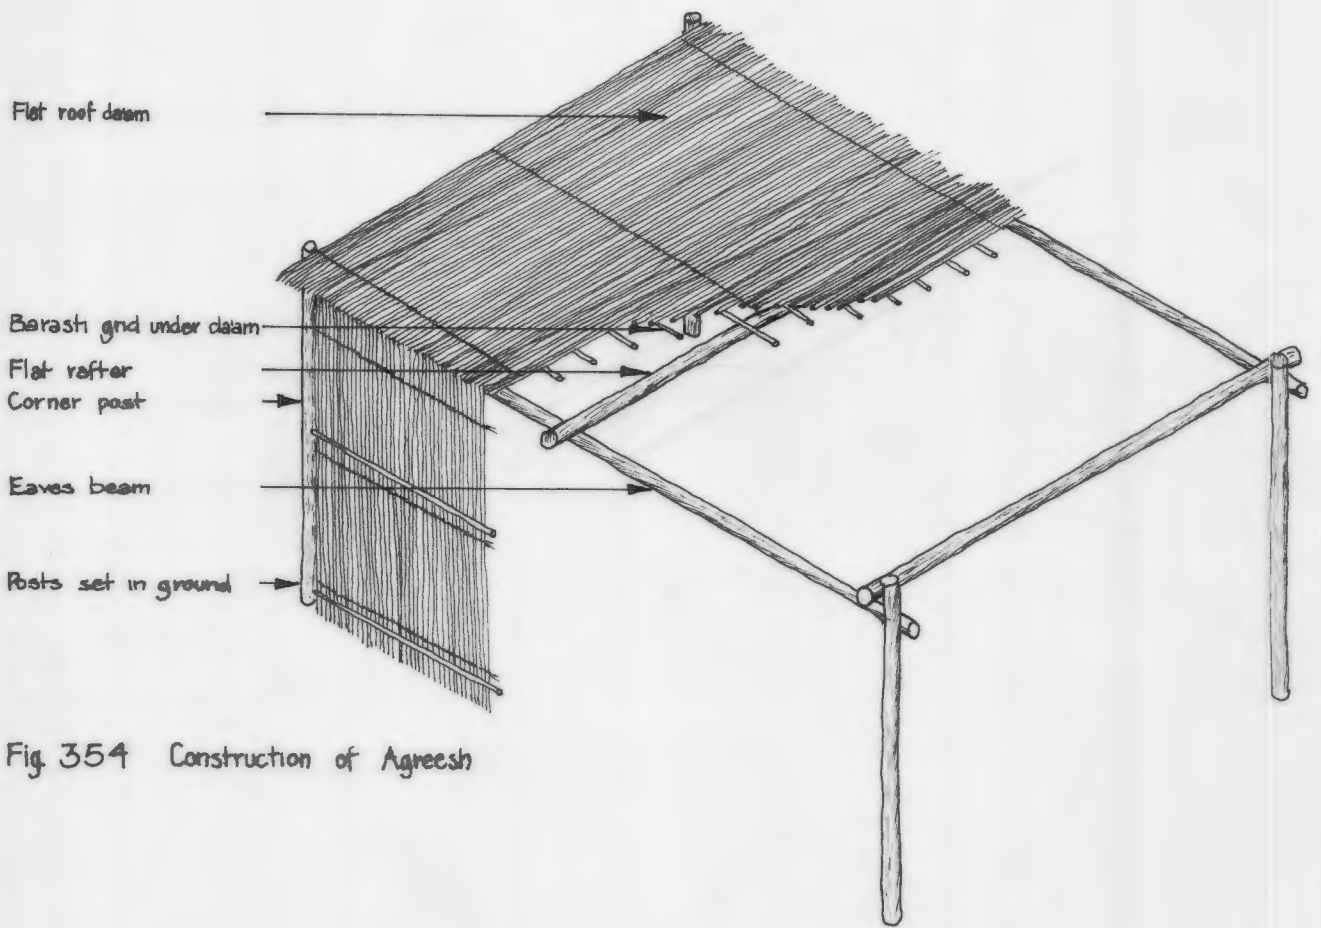 Flat roof daam
Barasti grid under daam
Flat rafter
Corner post
Eaves beam
Posts set in ground
Fig. 354 Construction of Agreesh